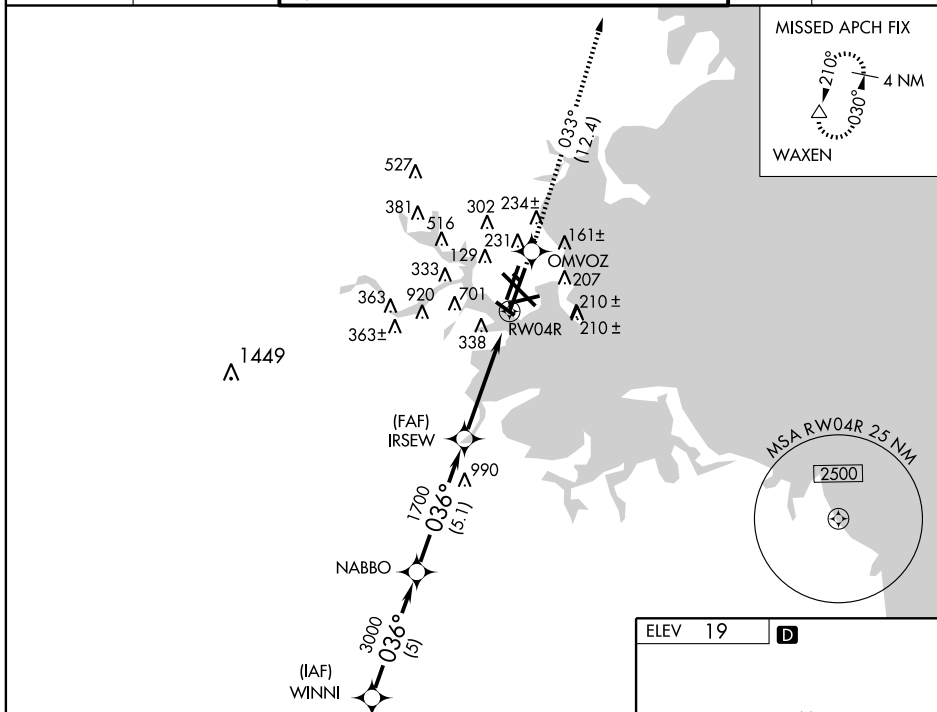 MISSED APCH FIX
210°
4 NM
030°
WAXEN
033°
(12.4)
527
381
516
302
234±
231
161±
129
OMVOZ
333
207
363
920
701
210 ±
363±
338
RW04R
210 ±
1449
(FAF)
IRSEW
990
1700
036°
(5.1)
NABBO
3000
036°
(5)
(IAF)
WINNI
MSA RW04R 25 NM
2500
ELEV 19
D